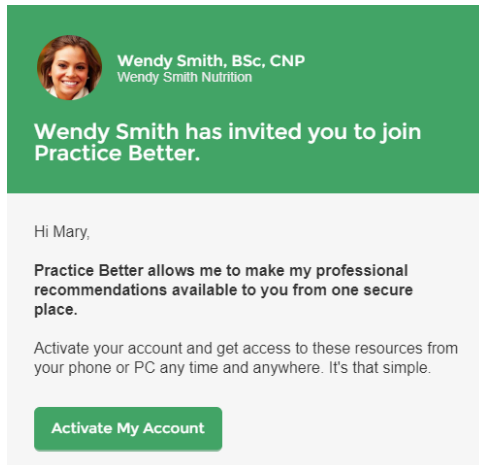 Wendy Smith, BSc, CNP
Wendy Smith Nutrition
Wendy Smith has invited you to join
Practice Better.
Hi Mary,
Practice Better allows me to make my professional
recommendations available to you from one secure
place.
Activate your account and get access to these resources from
your phone or PC any time and anywhere. It's that simple.
Activate My Account